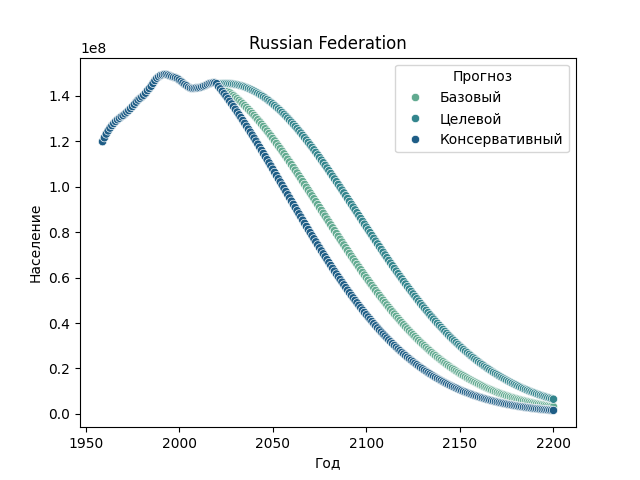 Russian Federation
1e8
Прогноз
Базовый
Целевой
Консервативный
Население
1.4
1.2
1.0
0.8
0.6
0.4
0.2
0.0
1950
2000
2050
2100
2150
2200
Год